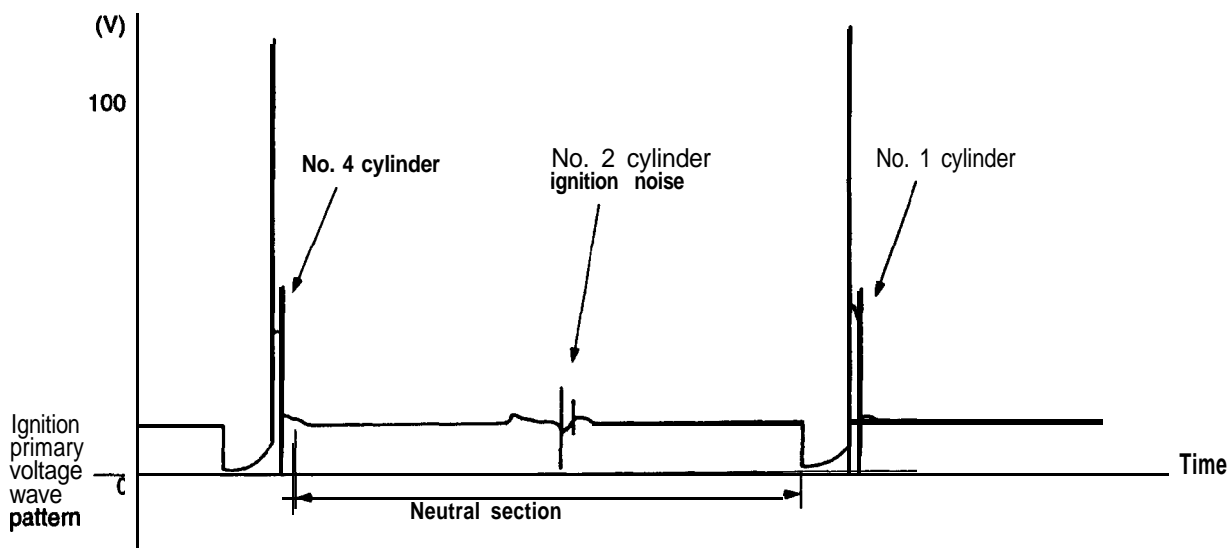 (V)
100
No. 4 cylinder
No. 2 cylinder
ignition noise
No. 1 cylinder
Ignition
primary
voltage
wave
pattern
0
Time
Neutral section